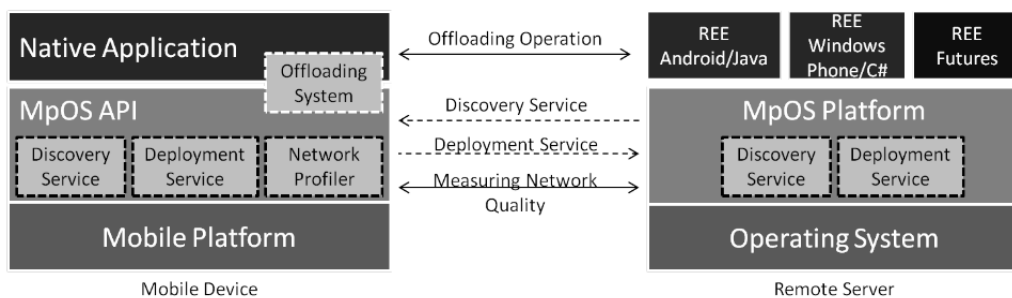 Native Application
Offloading
System
MpOS API
Discovery
Service
Deployment
Service
Network
Profiler
Mobile Platform
Mobile Device
Offloading Operation
Discovery Service
Deployment Service
Measuring Network
Quality
REE
Android/Java
REE
Windows
Phone/C#
REE
Futures
MpOS Platform
Discovery
Service
Deployment
Service
Operating System
Remote Server